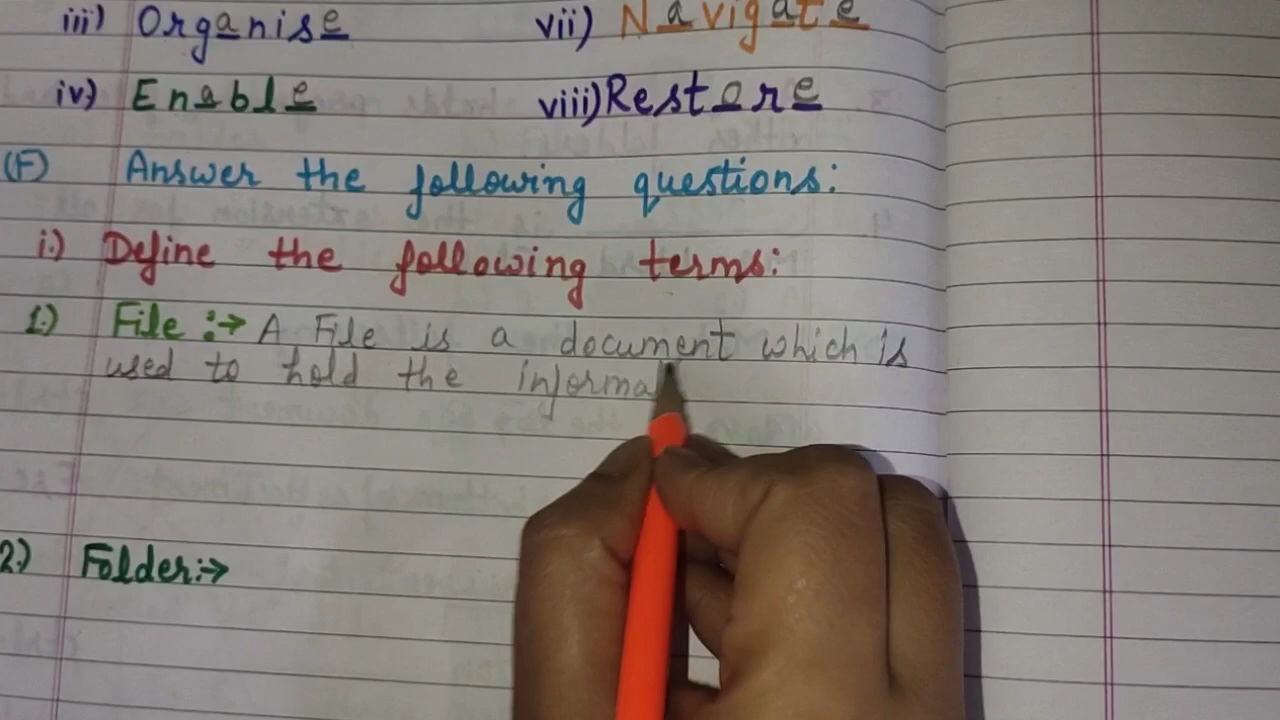 iii) Organise vii) Navigate
iv.) Enable viii) Restore
(F) Answer the following questions:
i.) Define the following terms:
1.) File :→ A File is a document which is
used to hold the informa
2.) Folder:→